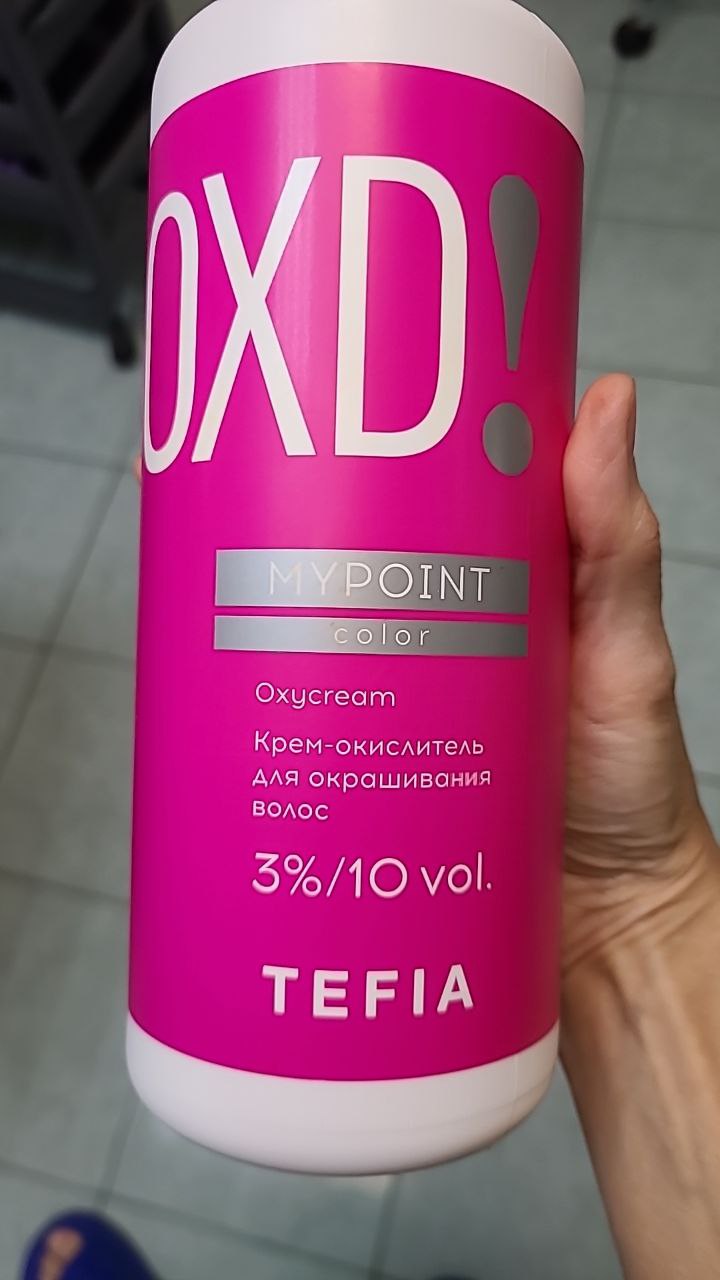 OXD!
MYPOINT
color
Oxycream
Крем-окислитель
для окрашивания
волос
3%/10 vol.
TEFIA